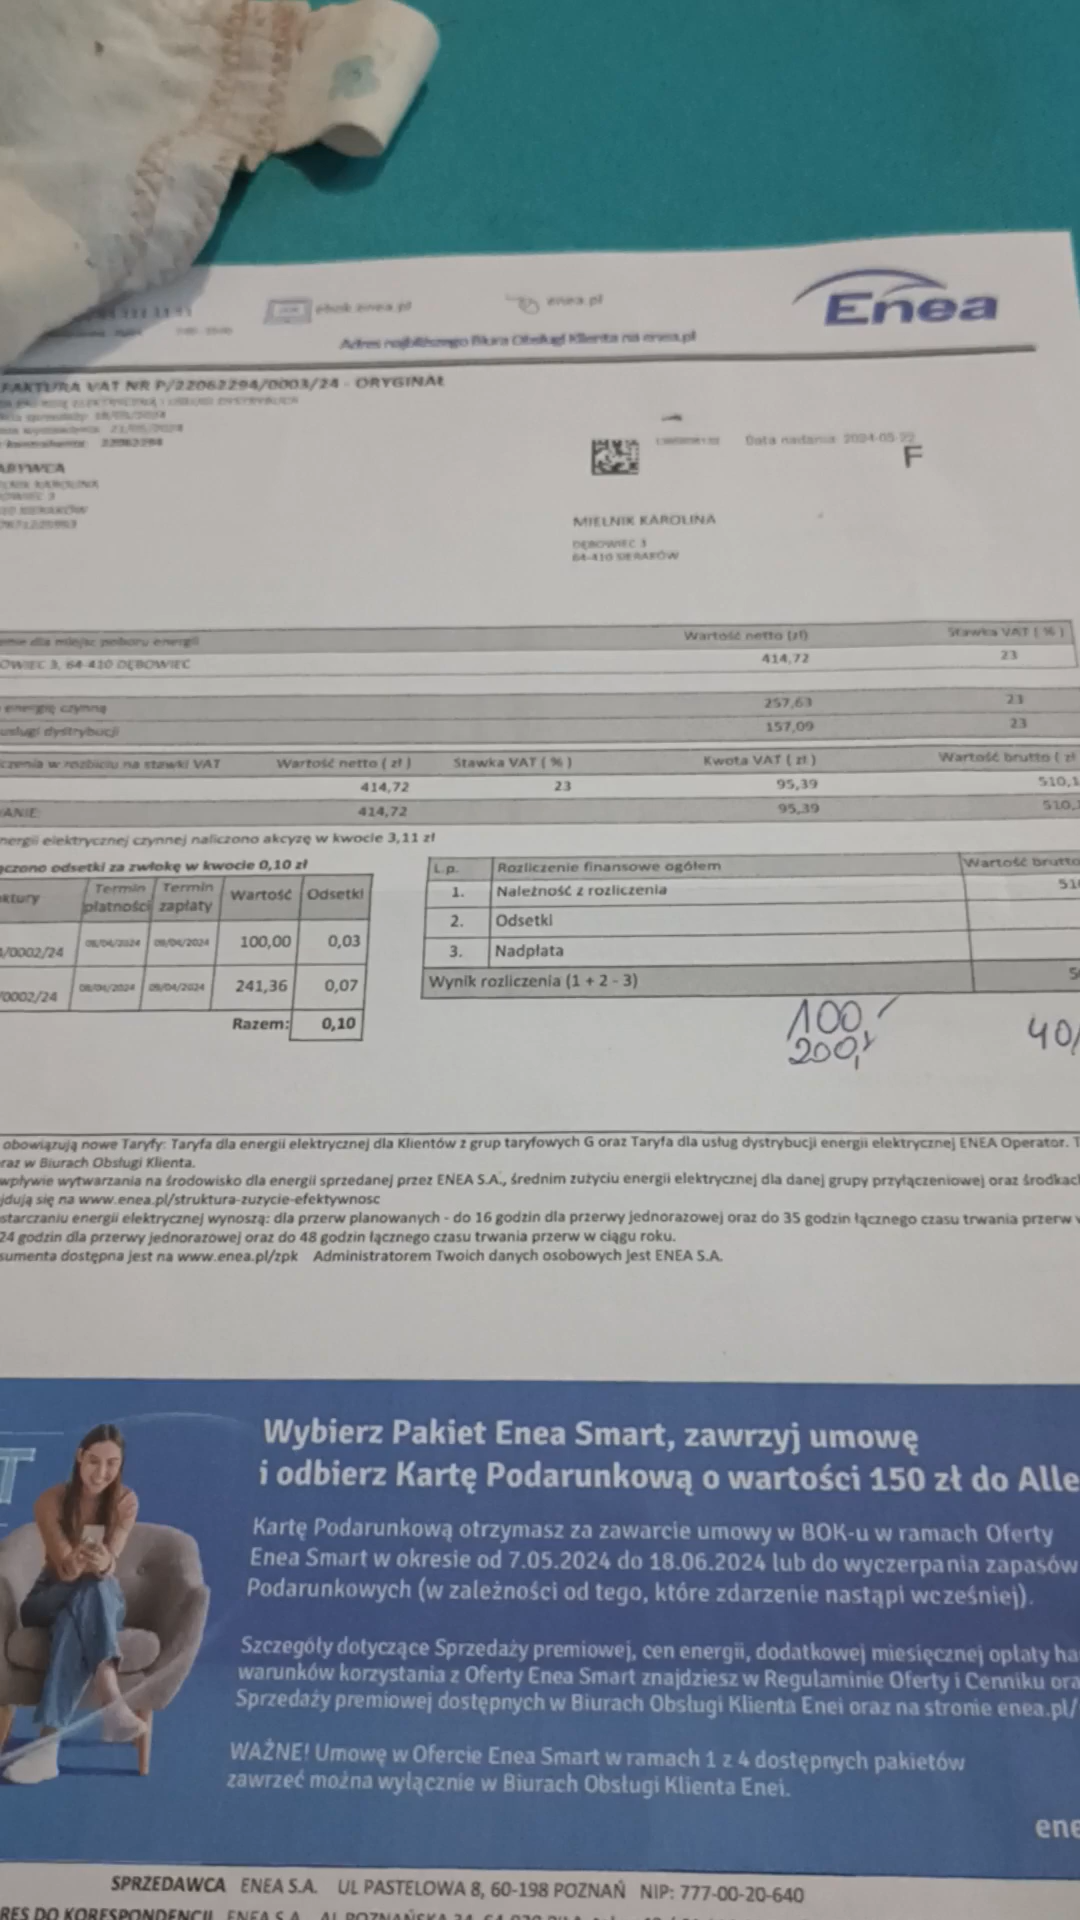 ebok.enea.pl
enea.pl
Enea
Adres najbliższego Biura Obsługi Klienta na enea.pl
FAKTURA VAT NR P/22062294/0003/24 - ORYGINAŁ
22062294
Data nadania: 2024-05-22
F
MIELNIK KAROLINA
MIELNIK KAROLINA
DĘBOWIEC 3
64-410 SIERAKÓW
dla miejsc poboru energii Wartość netto (zł) Stawka VAT ( % )
OWIEC 3, 64-410 DĘBOWIEC 414,72 23
energię czynną 257,63 23
usługi dystrybucji 157,09 23
czenia w rozbiciu na stawki VAT Wartość netto ( zł ) Stawka VAT ( % ) Kwota VAT ( zł ) Wartość brutto ( zł
414,72 23 95,39 510,1
ANIE: 414,72 95,39 510,1
nergii elektrycznej czynnej naliczono akcyzę w kwocie 3,11 zł
czono odsetki za zwłokę w kwocie 0,10 zł
ktury Termin płatności Termin zapłaty Wartość Odsetki
/0002/24 08/04/2024 09/04/2024 100,00 0,03
/0002/24 08/04/2024 09/04/2024 241,36 0,07
Razem: 0,10
L.p. Rozliczenie finansowe ogółem Wartość brutto
1. Należność z rozliczenia 510
2. Odsetki
3. Nadpłata
Wynik rozliczenia (1 + 2 - 3)
100,-
200,-
40,
obowiązują nowe Taryfy: Taryfa dla energii elektrycznej dla Klientów z grup taryfowych G oraz Taryfa dla usług dystrybucji energii elektrycznej ENEA Operator. T
raz w Biurach Obsługi Klienta.
wpływie wytwarzania na środowisko dla energii sprzedanej przez ENEA S.A., średnim zużyciu energii elektrycznej dla danej grupy przyłączeniowej oraz środkach
jdują się na www.enea.pl/struktura-zuzycie-efektywnosc
starczaniu energii elektrycznej wynoszą: dla przerw planowanych - do 16 godzin dla przerwy jednorazowej oraz do 35 godzin łącznego czasu trwania przerw w
24 godzin dla przerwy jednorazowej oraz do 48 godzin łącznego czasu trwania przerw w ciągu roku.
sumenta dostępna jest na www.enea.pl/zpk Administratorem Twoich danych osobowych jest ENEA S.A.
Wybierz Pakiet Enea Smart, zawrzyj umowę
i odbierz Kartę Podarunkową o wartości 150 zł do Alle
Kartę Podarunkową otrzymasz za zawarcie umowy w BOK-u w ramach Oferty
Enea Smart w okresie od 7.05.2024 do 18.06.2024 lub do wyczerpania zapasów
Podarunkowych (w zależności od tego, które zdarzenie nastąpi wcześniej).
Szczegóły dotyczące Sprzedaży premiowej, cen energii, dodatkowej miesięcznej opłaty ha
warunków korzystania z Oferty Enea Smart znajdziesz w Regulaminie Oferty i Cenniku ora
Sprzedaży premiowej dostępnych w Biurach Obsługi Klienta Enei oraz na stronie enea.pl/
WAŻNE! Umowę w Ofercie Enea Smart w ramach 1 z 4 dostępnych pakietów
zawrzeć można wyłącznie w Biurach Obsługi Klienta Enei.
ene
SPRZEDAWCA ENEA S.A. UL PASTELOWA 8, 60-198 POZNAŃ NIP: 777-00-20-640
RES DO KORESPONDENCJI ENEA S.A.